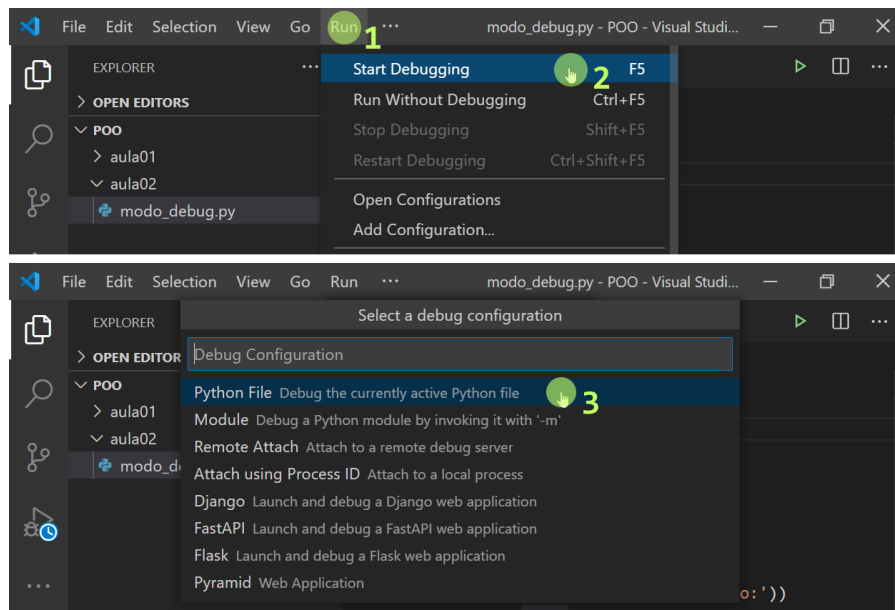 File Edit Selection View Go Run ··· modo_debug.py - POO - Visual Studi...
1
EXPLORER ···
Start Debugging F5
2
> OPEN EDITORS
Run Without Debugging Ctrl+F5
POO
Stop Debugging Shift+F5
> aula01
Restart Debugging Ctrl+Shift+F5
aula02
Open Configurations
modo_debug.py
Add Configuration...
File Edit Selection View Go Run ··· modo_debug.py - POO - Visual Studi...
EXPLORER
Select a debug configuration
> OPEN EDITOR
Debug Configuration
POO
Python File Debug the currently active Python file
3
> aula01
Module Debug a Python module by invoking it with '-m'
aula02
Remote Attach Attach to a remote debug server
modo_d
Attach using Process ID Attach to a local process
Django Launch and debug a Django web application
FastAPI Launch and debug a FastAPI web application
Flask Launch and debug a Flask web application
Pyramid Web Application
o:'))